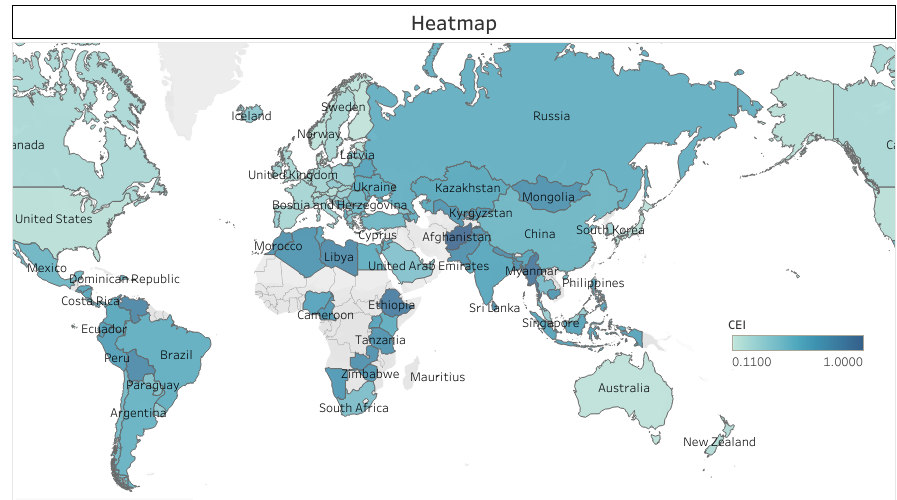 Heatmap
Sweden
Iceland
Russia
Norway
anada
Ca
Latvia
United Kingdom
Ukraine
Kazakhstan
Mongolia
Bosnia and Herzegovina
Kyrgyzstan
United States
South Korea
China
Cyprus
Afghanistan
Morocco
Libya
United Arab Emirates
Mexico
Myanmar
Dominican Republic
Philippines
Costa Rica
Ethiopia
Sri Lanka
Cameroon
Singapore
CEI
Ecuador
Tanzania
Peru
Brazil
0.1100
1.0000
Zimbabwe
Mauritius
Paraguay
Australia
South Africa
Argentina
New Zealand